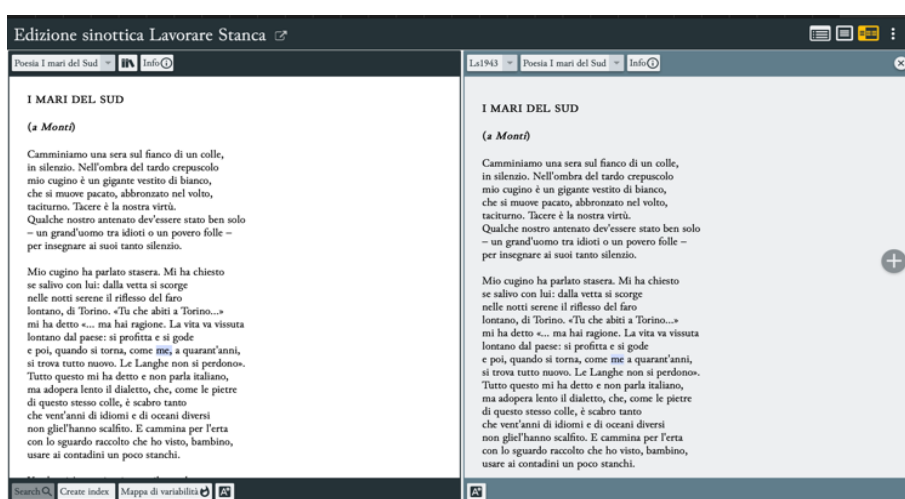 Edizione sinottica Lavorare Stanca
Poesia I mari del Sud Info
I MARI DEL SUD
(a Monti)
Camminiamo una sera sul fianco di un colle,
in silenzio. Nell'ombra del tardo crepuscolo
mio cugino è un gigante vestito di bianco,
che si muove pacato, abbronzato nel volto,
taciturno. Tacere è la nostra virtù.
Qualche nostro antenato dev'essere stato ben solo
– un grand'uomo tra idioti o un povero folle –
per insegnare ai suoi tanto silenzio.
Mio cugino ha parlato stasera. Mi ha chiesto
se salivo con lui: dalla vetta si scorge
nelle notti serene il riflesso del faro
lontano, di Torino. «Tu che abiti a Torino...»
mi ha detto «... ma hai ragione. La vita va vissuta
lontano dal paese: si profitta e si gode
e poi, quando si torna, come me, a quarant'anni,
si trova tutto nuovo. Le Langhe non si perdono».
Tutto questo mi ha detto e non parla italiano,
ma adopera lento il dialetto, che, come le pietre
di questo stesso colle, è scabro tanto
che vent'anni di idiomi e di oceani diversi
non gliel'hanno scalfito. E cammina per l'erta
con lo sguardo raccolto che ho visto, bambino,
usare ai contadini un poco stanchi.
Search Create index Mappa di variabilità
Ls1943 Poesia I mari del Sud Info
I MARI DEL SUD
(a Monti)
Camminiamo una sera sul fianco di un colle,
in silenzio. Nell'ombra del tardo crepuscolo
mio cugino è un gigante vestito di bianco,
che si muove pacato, abbronzato nel volto,
taciturno. Tacere è la nostra virtù.
Qualche nostro antenato dev'essere stato ben solo
– un grand'uomo tra idioti o un povero folle –
per insegnare ai suoi tanto silenzio.
Mio cugino ha parlato stasera. Mi ha chiesto
se salivo con lui: dalla vetta si scorge
nelle notti serene il riflesso del faro
lontano, di Torino. «Tu che abiti a Torino...»
mi ha detto «... ma hai ragione. La vita va vissuta
lontano dal paese: si profitta e si gode
e poi, quando si torna, come me a quarant'anni,
si trova tutto nuovo. Le Langhe non si perdono».
Tutto questo mi ha detto e non parla italiano,
ma adopera lento il dialetto, che, come le pietre
di questo stesso colle, è scabro tanto
che vent'anni di idiomi e di oceani diversi
non gliel'hanno scalfito. E cammina per l'erta
con lo sguardo raccolto che ho visto, bambino,
usare ai contadini un poco stanchi.